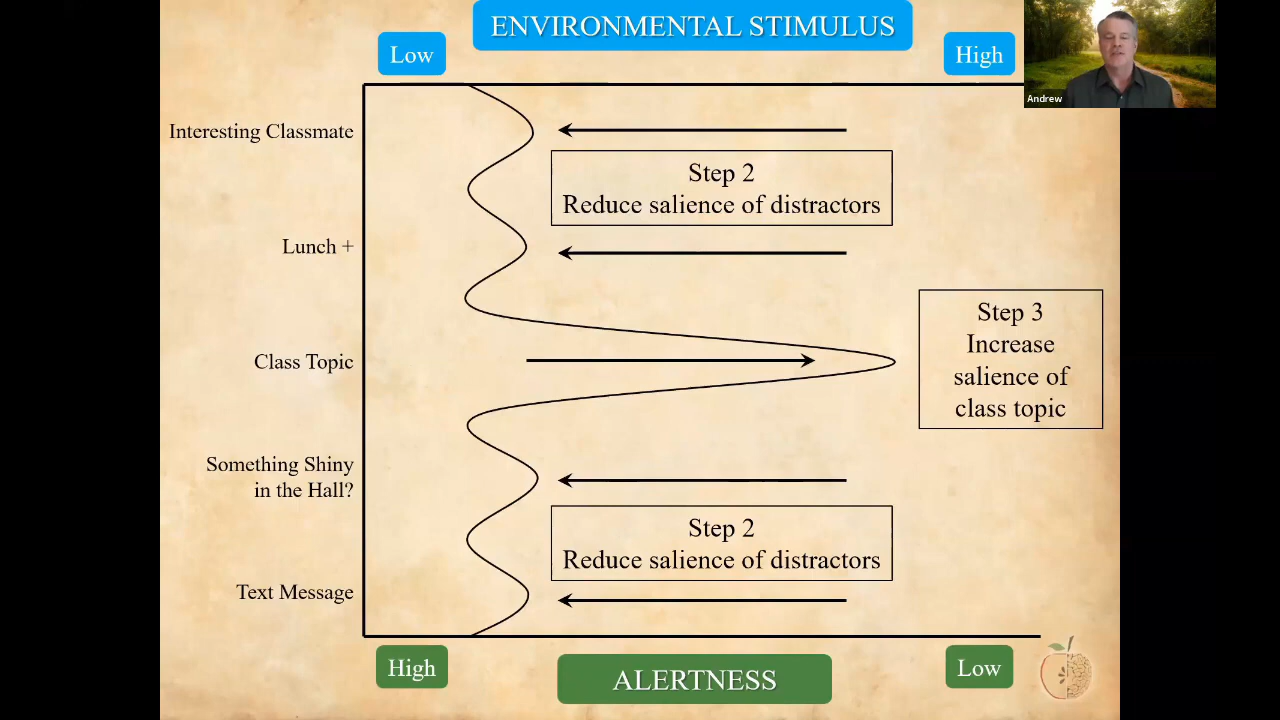 ENVIRONMENTAL STIMULUS
Low
High
Andrew
Interesting Classmate
Step 2
Reduce salience of distractors
Lunch +
Step 3
Increase
salience of
class topic
Class Topic
Something Shiny
in the Hall?
Step 2
Reduce salience of distractors
Text Message
High
ALERTNESS
Low